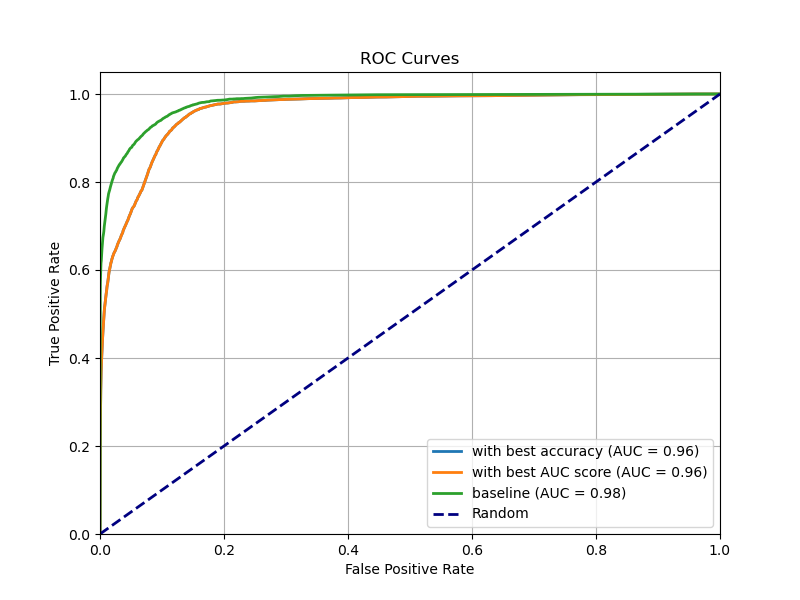 ROC Curves
1.0
0.8
0.6
0.4
0.2
0.0
True Positive Rate
with best accuracy (AUC = 0.96)
with best AUC score (AUC = 0.96)
baseline (AUC = 0.98)
Random
0.0 0.2 0.4 0.6 0.8 1.0
False Positive Rate